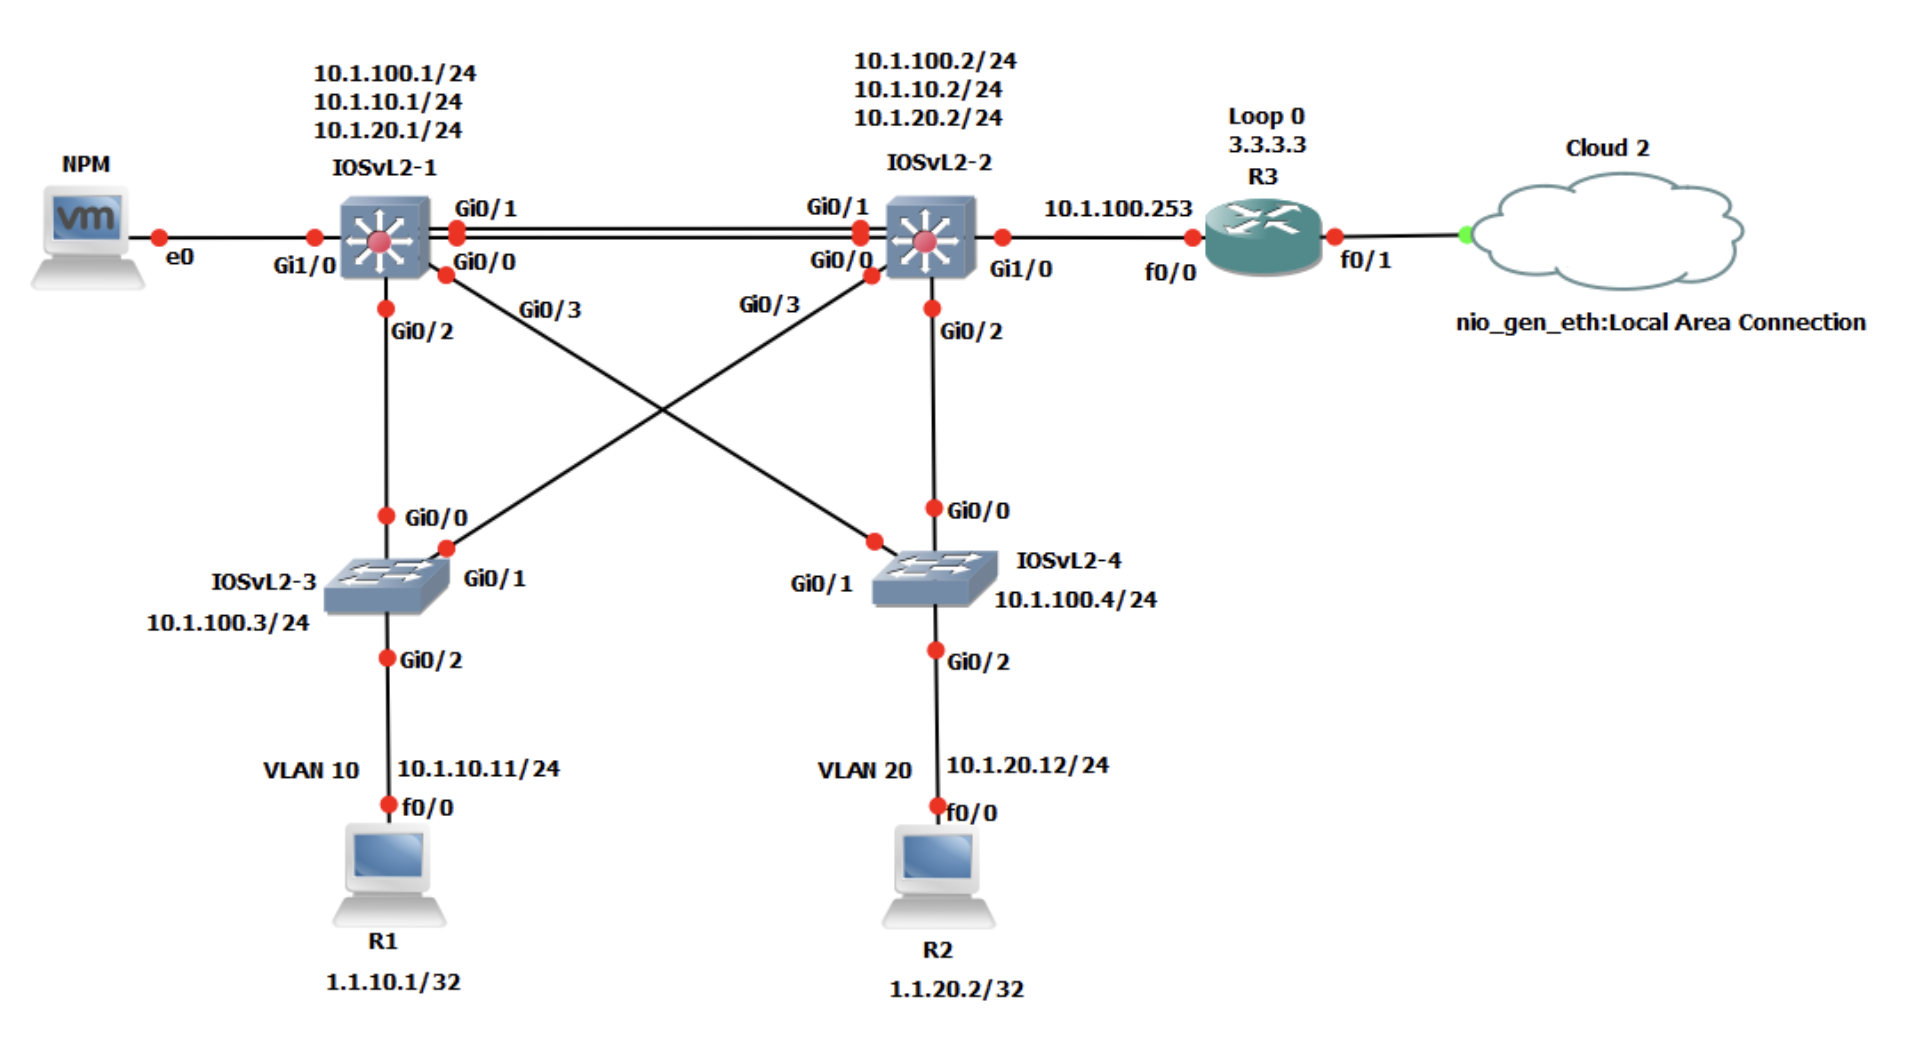 10.1.100.1/24
10.1.10.1/24
10.1.20.1/24
IOSvL2-1
10.1.100.2/24
10.1.10.2/24
10.1.20.2/24
IOSvL2-2
Loop 0
3.3.3.3
R3
Cloud 2
NPM
vm
e0
Gi1/0
Gi0/1
Gi0/0
Gi0/1
Gi0/0
10.1.100.253
Gi1/0
f0/0
f0/1
nio_gen_eth:Local Area Connection
Gi0/2
Gi0/3
Gi0/3
Gi0/2
Gi0/0
Gi0/1
IOSvL2-3
10.1.100.3/24
Gi0/0
Gi0/1
IOSvL2-4
10.1.100.4/24
Gi0/2
Gi0/2
VLAN 10
10.1.10.11/24
f0/0
VLAN 20
10.1.20.12/24
f0/0
R1
1.1.10.1/32
R2
1.1.20.2/32